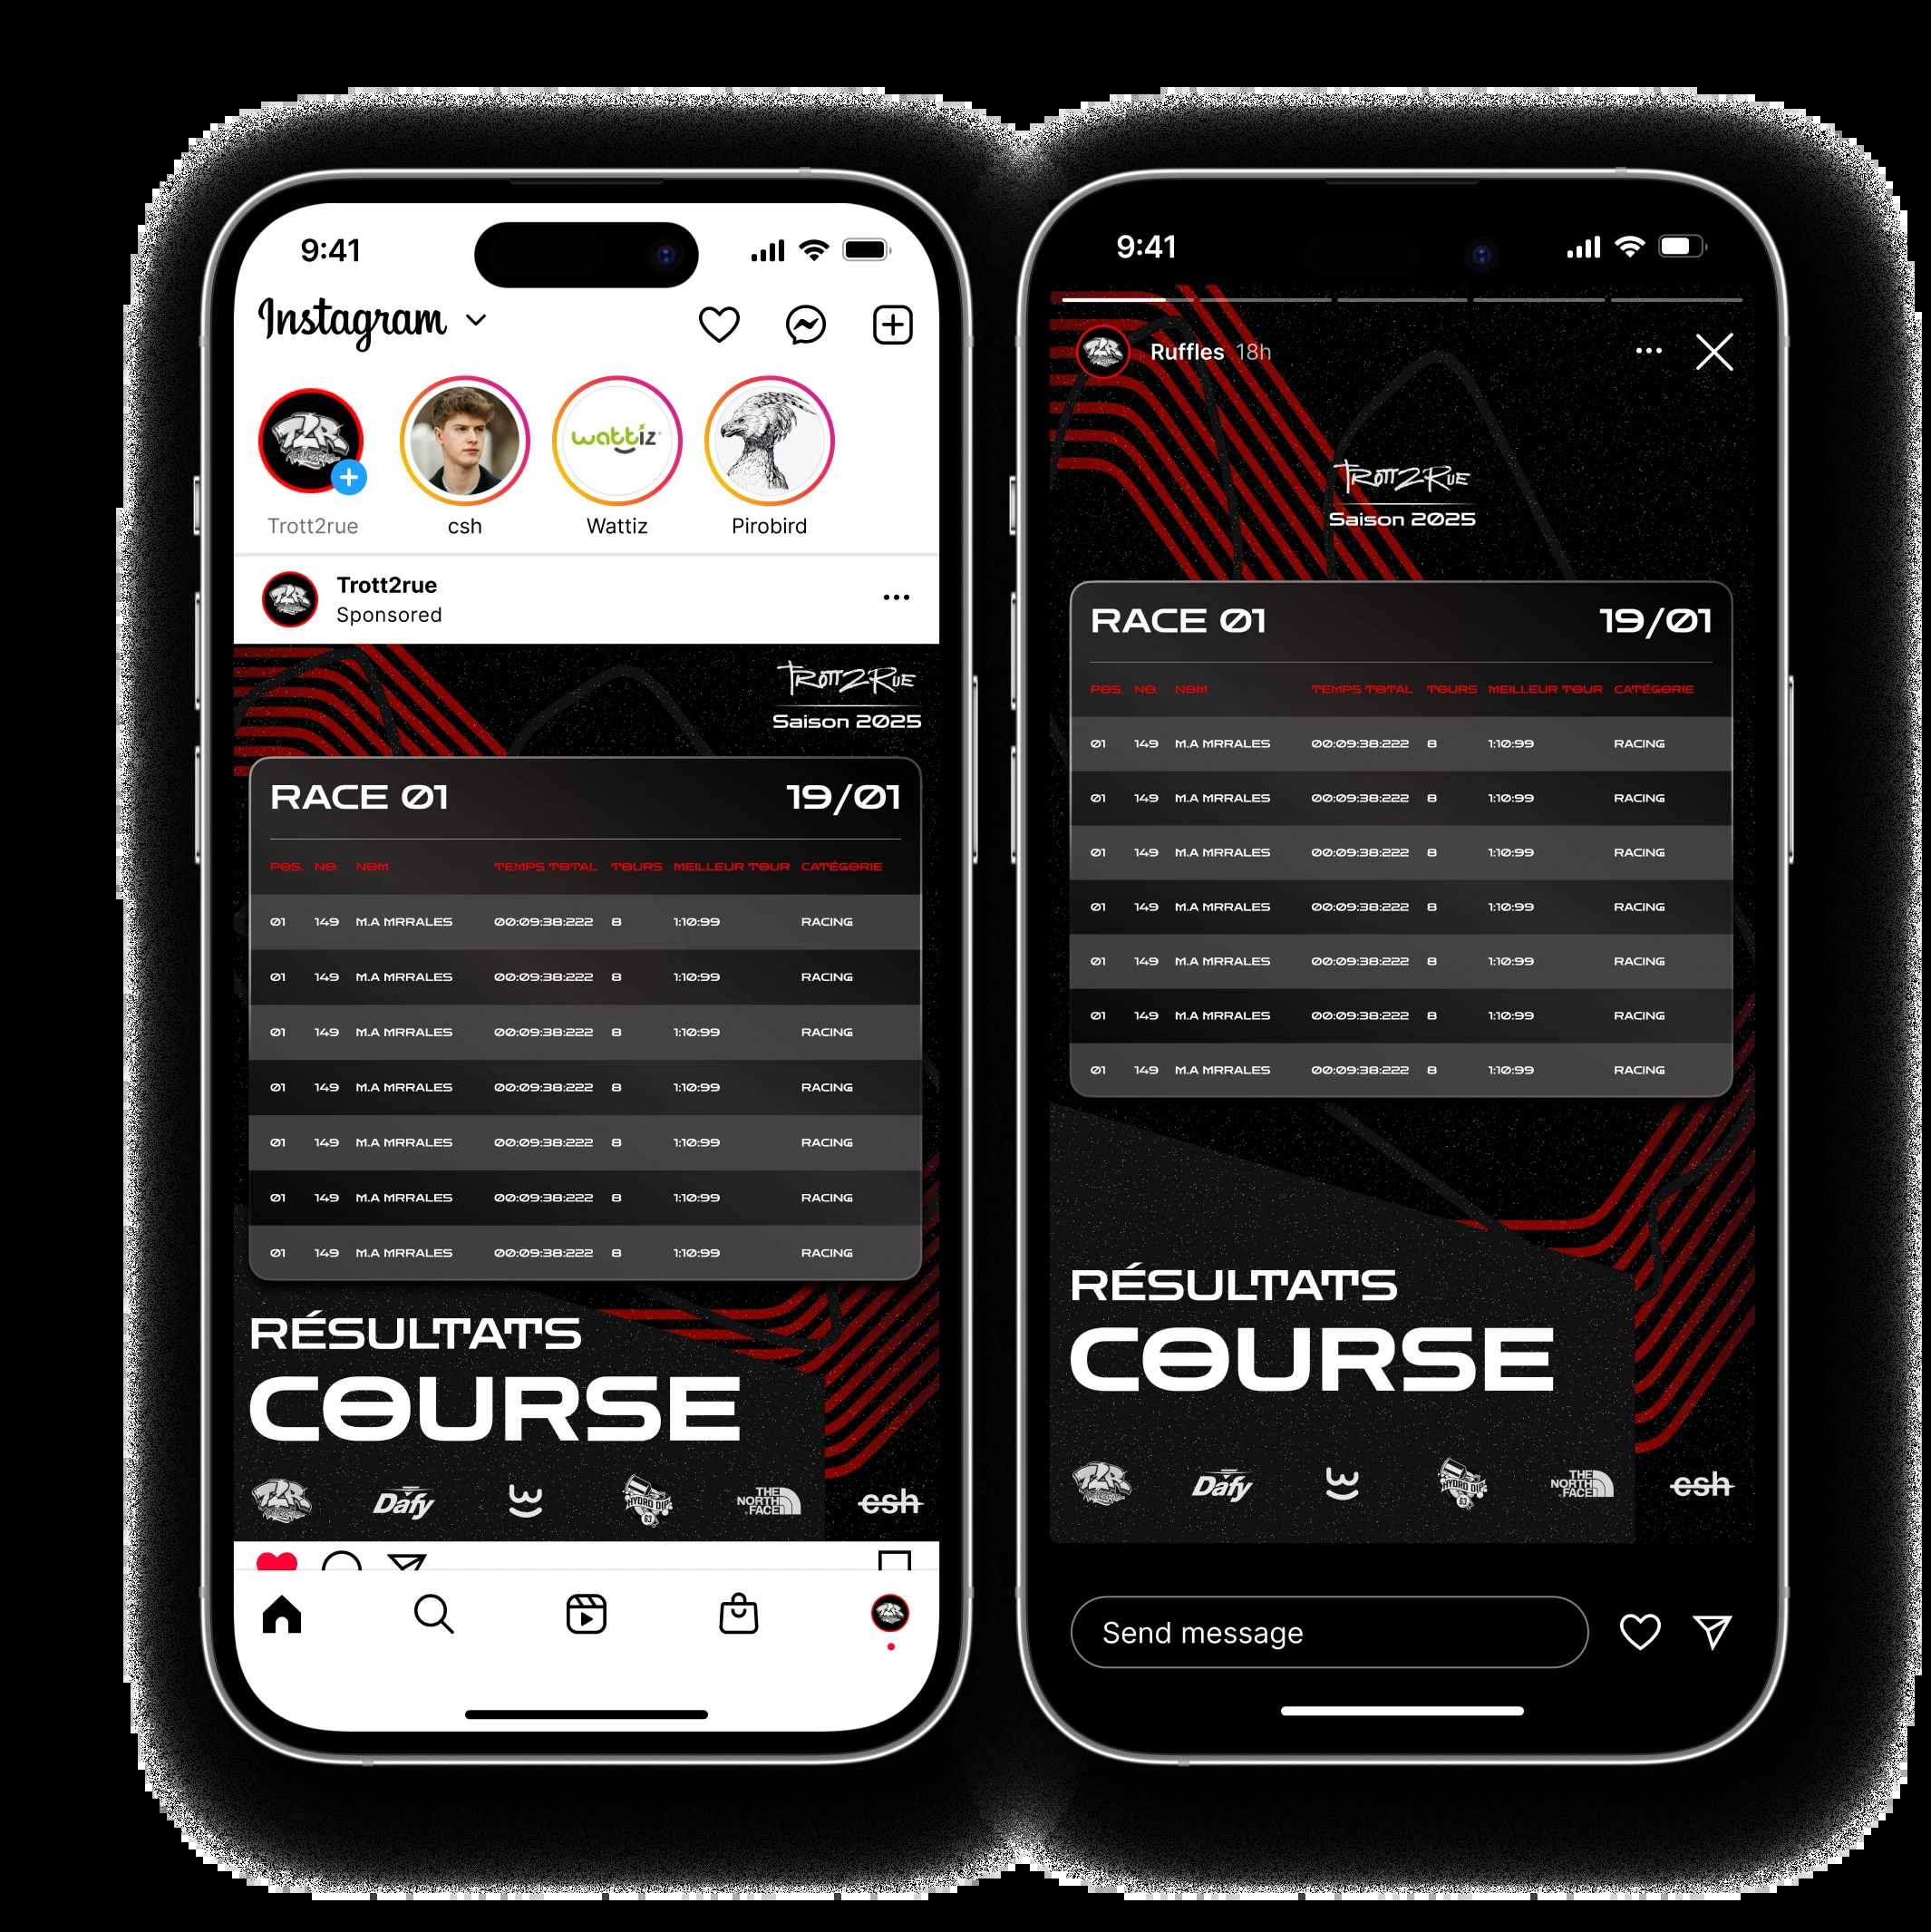 9:41
Instagram
wattiz
Trott2rue
csh
Wattiz
Pirobird
Trott2rue
Sponsored
TROTT2RUE
Saison 2025
RACE 01 19/01
POS. NO. NOM TEMPS TOTAL TOURS MEILLEUR TOUR CATÉGORIE
01 149 M.A MRRALES 00:09:38:222 8 1:10:99 RACING
01 149 M.A MRRALES 00:09:38:222 8 1:10:99 RACING
01 149 M.A MRRALES 00:09:38:222 8 1:10:99 RACING
01 149 M.A MRRALES 00:09:38:222 8 1:10:99 RACING
01 149 M.A MRRALES 00:09:38:222 8 1:10:99 RACING
01 149 M.A MRRALES 00:09:38:222 8 1:10:99 RACING
01 149 M.A MRRALES 00:09:38:222 8 1:10:99 RACING
RÉSULTATS
COURSE
T2R
Dafy
HYDRO DIP
63
THE
NORTH
FACE
csh
9:41
Ruffles 18h
TROTT2RUE
Saison 2025
RACE 01 19/01
POS. NO. NOM TEMPS TOTAL TOURS MEILLEUR TOUR CATÉGORIE
01 149 M.A MRRALES 00:09:38:222 8 1:10:99 RACING
01 149 M.A MRRALES 00:09:38:222 8 1:10:99 RACING
01 149 M.A MRRALES 00:09:38:222 8 1:10:99 RACING
01 149 M.A MRRALES 00:09:38:222 8 1:10:99 RACING
01 149 M.A MRRALES 00:09:38:222 8 1:10:99 RACING
01 149 M.A MRRALES 00:09:38:222 8 1:10:99 RACING
01 149 M.A MRRALES 00:09:38:222 8 1:10:99 RACING
RÉSULTATS
COURSE
T2R
Dafy
HYDRO DIP
63
THE
NORTH
FACE
csh
Send message